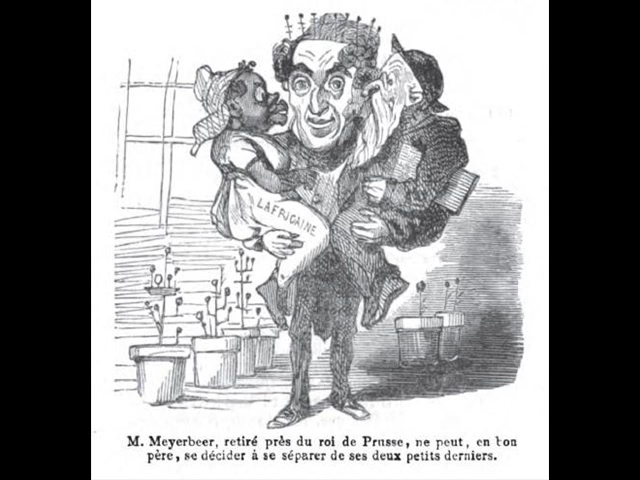 LAFRICAINE
M. Meyerbeer, retiré près du roi de Prusse, ne peut, en bon
père, se décider à se séparer de ses deux petits derniers.